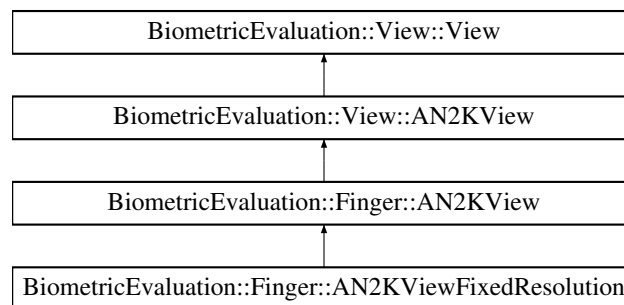 BiometricEvaluation::View::View
BiometricEvaluation::View::AN2KView
BiometricEvaluation::Finger::AN2KView
BiometricEvaluation::Finger::AN2KViewFixedResolution